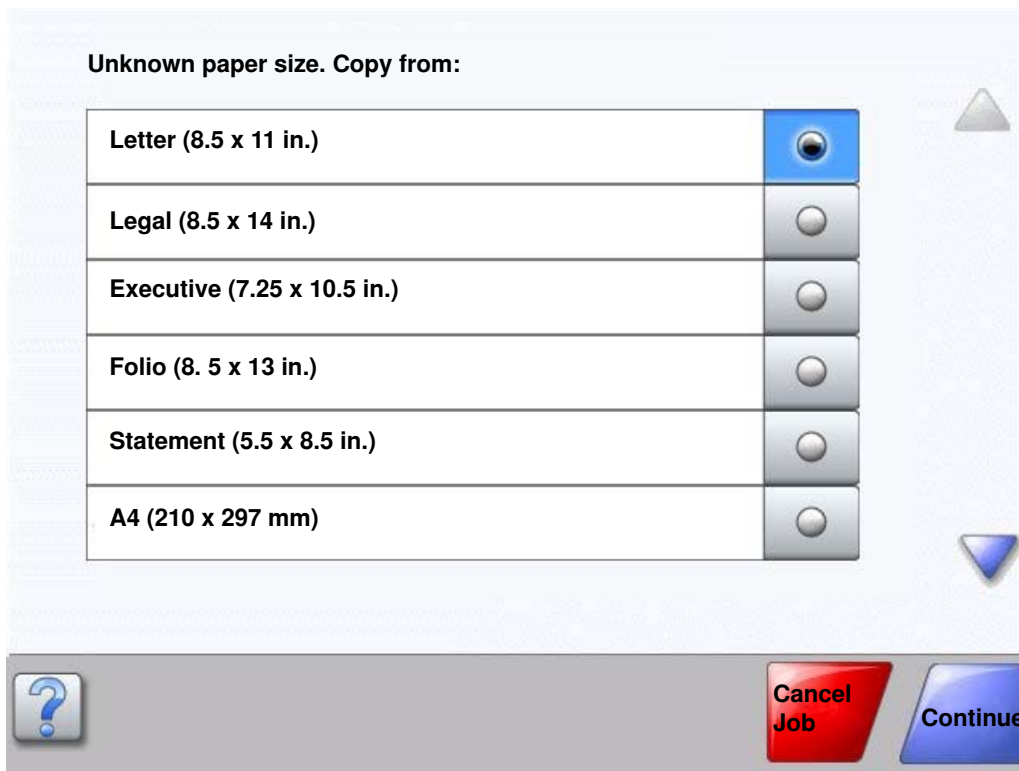 Unknown paper size. Copy from:
Letter (8.5 x 11 in.)
Legal (8.5 x 14 in.)
Executive (7.25 x 10.5 in.)
Folio (8. 5 x 13 in.)
Statement (5.5 x 8.5 in.)
A4 (210 x 297 mm)
?
Cancel
Job
Continue